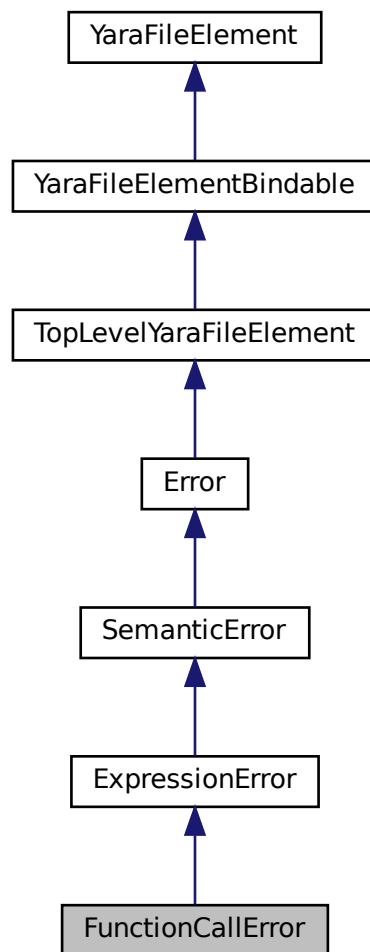 YaraFileElement
YaraFileElementBindable
TopLevelYaraFileElement
Error
SemanticError
ExpressionError
FunctionCallError